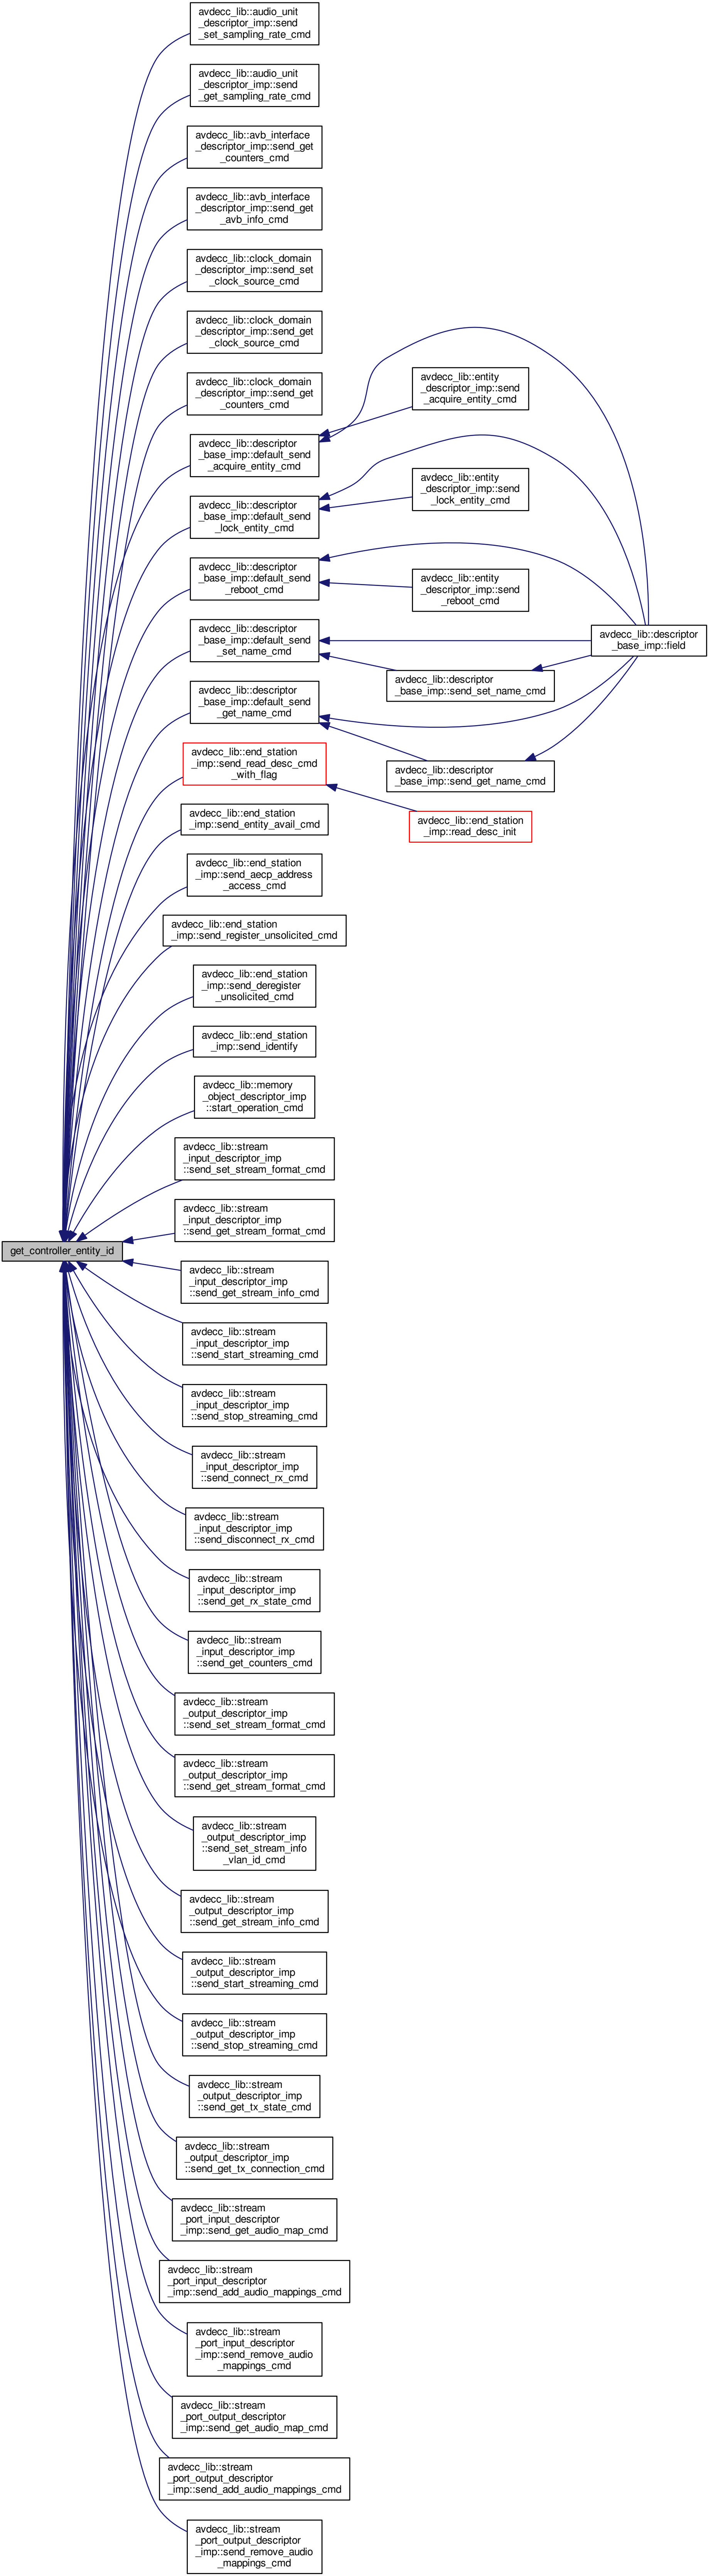 avdecc_lib::audio_unit
_descriptor_imp::send
_set_sampling_rate_cmd
avdecc_lib::audio_unit
_descriptor_imp::send
_get_sampling_rate_cmd
avdecc_lib::avb_interface
_descriptor_imp::send_get
_counters_cmd
avdecc_lib::avb_interface
_descriptor_imp::send_get
_avb_info_cmd
avdecc_lib::clock_domain
_descriptor_imp::send_set
_clock_source_cmd
avdecc_lib::clock_domain
_descriptor_imp::send_get
_clock_source_cmd
avdecc_lib::clock_domain
_descriptor_imp::send_get
_counters_cmd
avdecc_lib::descriptor
_base_imp::default_send
_acquire_entity_cmd
avdecc_lib::entity
_descriptor_imp::send
_acquire_entity_cmd
avdecc_lib::descriptor
_base_imp::default_send
_lock_entity_cmd
avdecc_lib::entity
_descriptor_imp::send
_lock_entity_cmd
avdecc_lib::descriptor
_base_imp::default_send
_reboot_cmd
avdecc_lib::entity
_descriptor_imp::send
_reboot_cmd
avdecc_lib::descriptor
_base_imp::field
avdecc_lib::descriptor
_base_imp::default_send
_set_name_cmd
avdecc_lib::descriptor
_base_imp::send_set_name_cmd
avdecc_lib::descriptor
_base_imp::default_send
_get_name_cmd
avdecc_lib::descriptor
_base_imp::send_get_name_cmd
avdecc_lib::end_station
_imp::send_read_desc_cmd
_with_flag
avdecc_lib::end_station
_imp::read_desc_init
avdecc_lib::end_station
_imp::send_entity_avail_cmd
avdecc_lib::end_station
_imp::send_aecp_address
_access_cmd
avdecc_lib::end_station
_imp::send_register_unsolicited_cmd
avdecc_lib::end_station
_imp::send_deregister
_unsolicited_cmd
avdecc_lib::end_station
_imp::send_identify
avdecc_lib::memory
_object_descriptor_imp
::start_operation_cmd
avdecc_lib::stream
_input_descriptor_imp
::send_set_stream_format_cmd
avdecc_lib::stream
_input_descriptor_imp
::send_get_stream_format_cmd
get_controller_entity_id
avdecc_lib::stream
_input_descriptor_imp
::send_get_stream_info_cmd
avdecc_lib::stream
_input_descriptor_imp
::send_start_streaming_cmd
avdecc_lib::stream
_input_descriptor_imp
::send_stop_streaming_cmd
avdecc_lib::stream
_input_descriptor_imp
::send_connect_rx_cmd
avdecc_lib::stream
_input_descriptor_imp
::send_disconnect_rx_cmd
avdecc_lib::stream
_input_descriptor_imp
::send_get_rx_state_cmd
avdecc_lib::stream
_input_descriptor_imp
::send_get_counters_cmd
avdecc_lib::stream
_output_descriptor_imp
::send_set_stream_format_cmd
avdecc_lib::stream
_output_descriptor_imp
::send_get_stream_format_cmd
avdecc_lib::stream
_output_descriptor_imp
::send_set_stream_info
_vlan_id_cmd
avdecc_lib::stream
_output_descriptor_imp
::send_get_stream_info_cmd
avdecc_lib::stream
_output_descriptor_imp
::send_start_streaming_cmd
avdecc_lib::stream
_output_descriptor_imp
::send_stop_streaming_cmd
avdecc_lib::stream
_output_descriptor_imp
::send_get_tx_state_cmd
avdecc_lib::stream
_output_descriptor_imp
::send_get_tx_connection_cmd
avdecc_lib::stream
_port_input_descriptor
_imp::send_get_audio_map_cmd
avdecc_lib::stream
_port_input_descriptor
_imp::send_add_audio_mappings_cmd
avdecc_lib::stream
_port_input_descriptor
_imp::send_remove_audio
_mappings_cmd
avdecc_lib::stream
_port_output_descriptor
_imp::send_get_audio_map_cmd
avdecc_lib::stream
_port_output_descriptor
_imp::send_add_audio_mappings_cmd
avdecc_lib::stream
_port_output_descriptor
_imp::send_remove_audio
_mappings_cmd